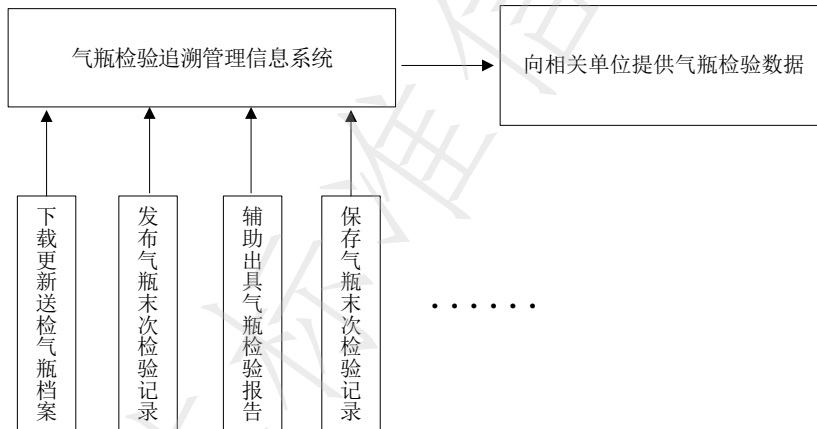 气瓶检验追溯管理信息系统
向相关单位提供气瓶检验数据
下载更新送检气瓶档案
发布气瓶末次检验记录
辅助出具气瓶检验报告
保存气瓶末次检验记录
......